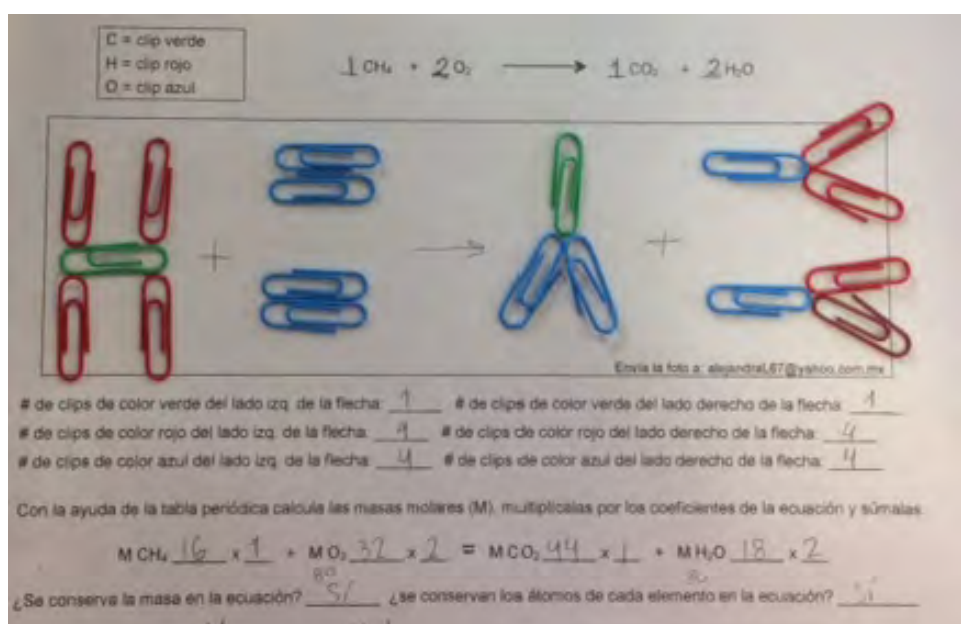 C = clip verde
H = clip rojo
O = clip azul
1 CH₄ + 2 O₂ → 1 CO₂ + 2 H₂O
+ → +
Envía la foto a: alejandraL67@yahoo.com.mx
# de clips de color verde del lado izq. de la flecha: 1 # de clips de color verde del lado derecho de la flecha: 1
# de clips de color rojo del lado izq. de la flecha: 4 # de clips de color rojo del lado derecho de la flecha: 4
# de clips de color azul del lado izq. de la flecha: 4 # de clips de color azul del lado derecho de la flecha: 4
Con la ayuda de la tabla periódica calcula las masas molares (M), multiplícalas por los coeficientes de la ecuación y súmalas:
M CH₄ 16 x 1 + M O₂ 32 x 2 = M CO₂ 44 x 1 + M H₂O 18 x 2
80 80
¿Se conserva la masa en la ecuación? Sí ¿se conservan los átomos de cada elemento en la ecuación? sí